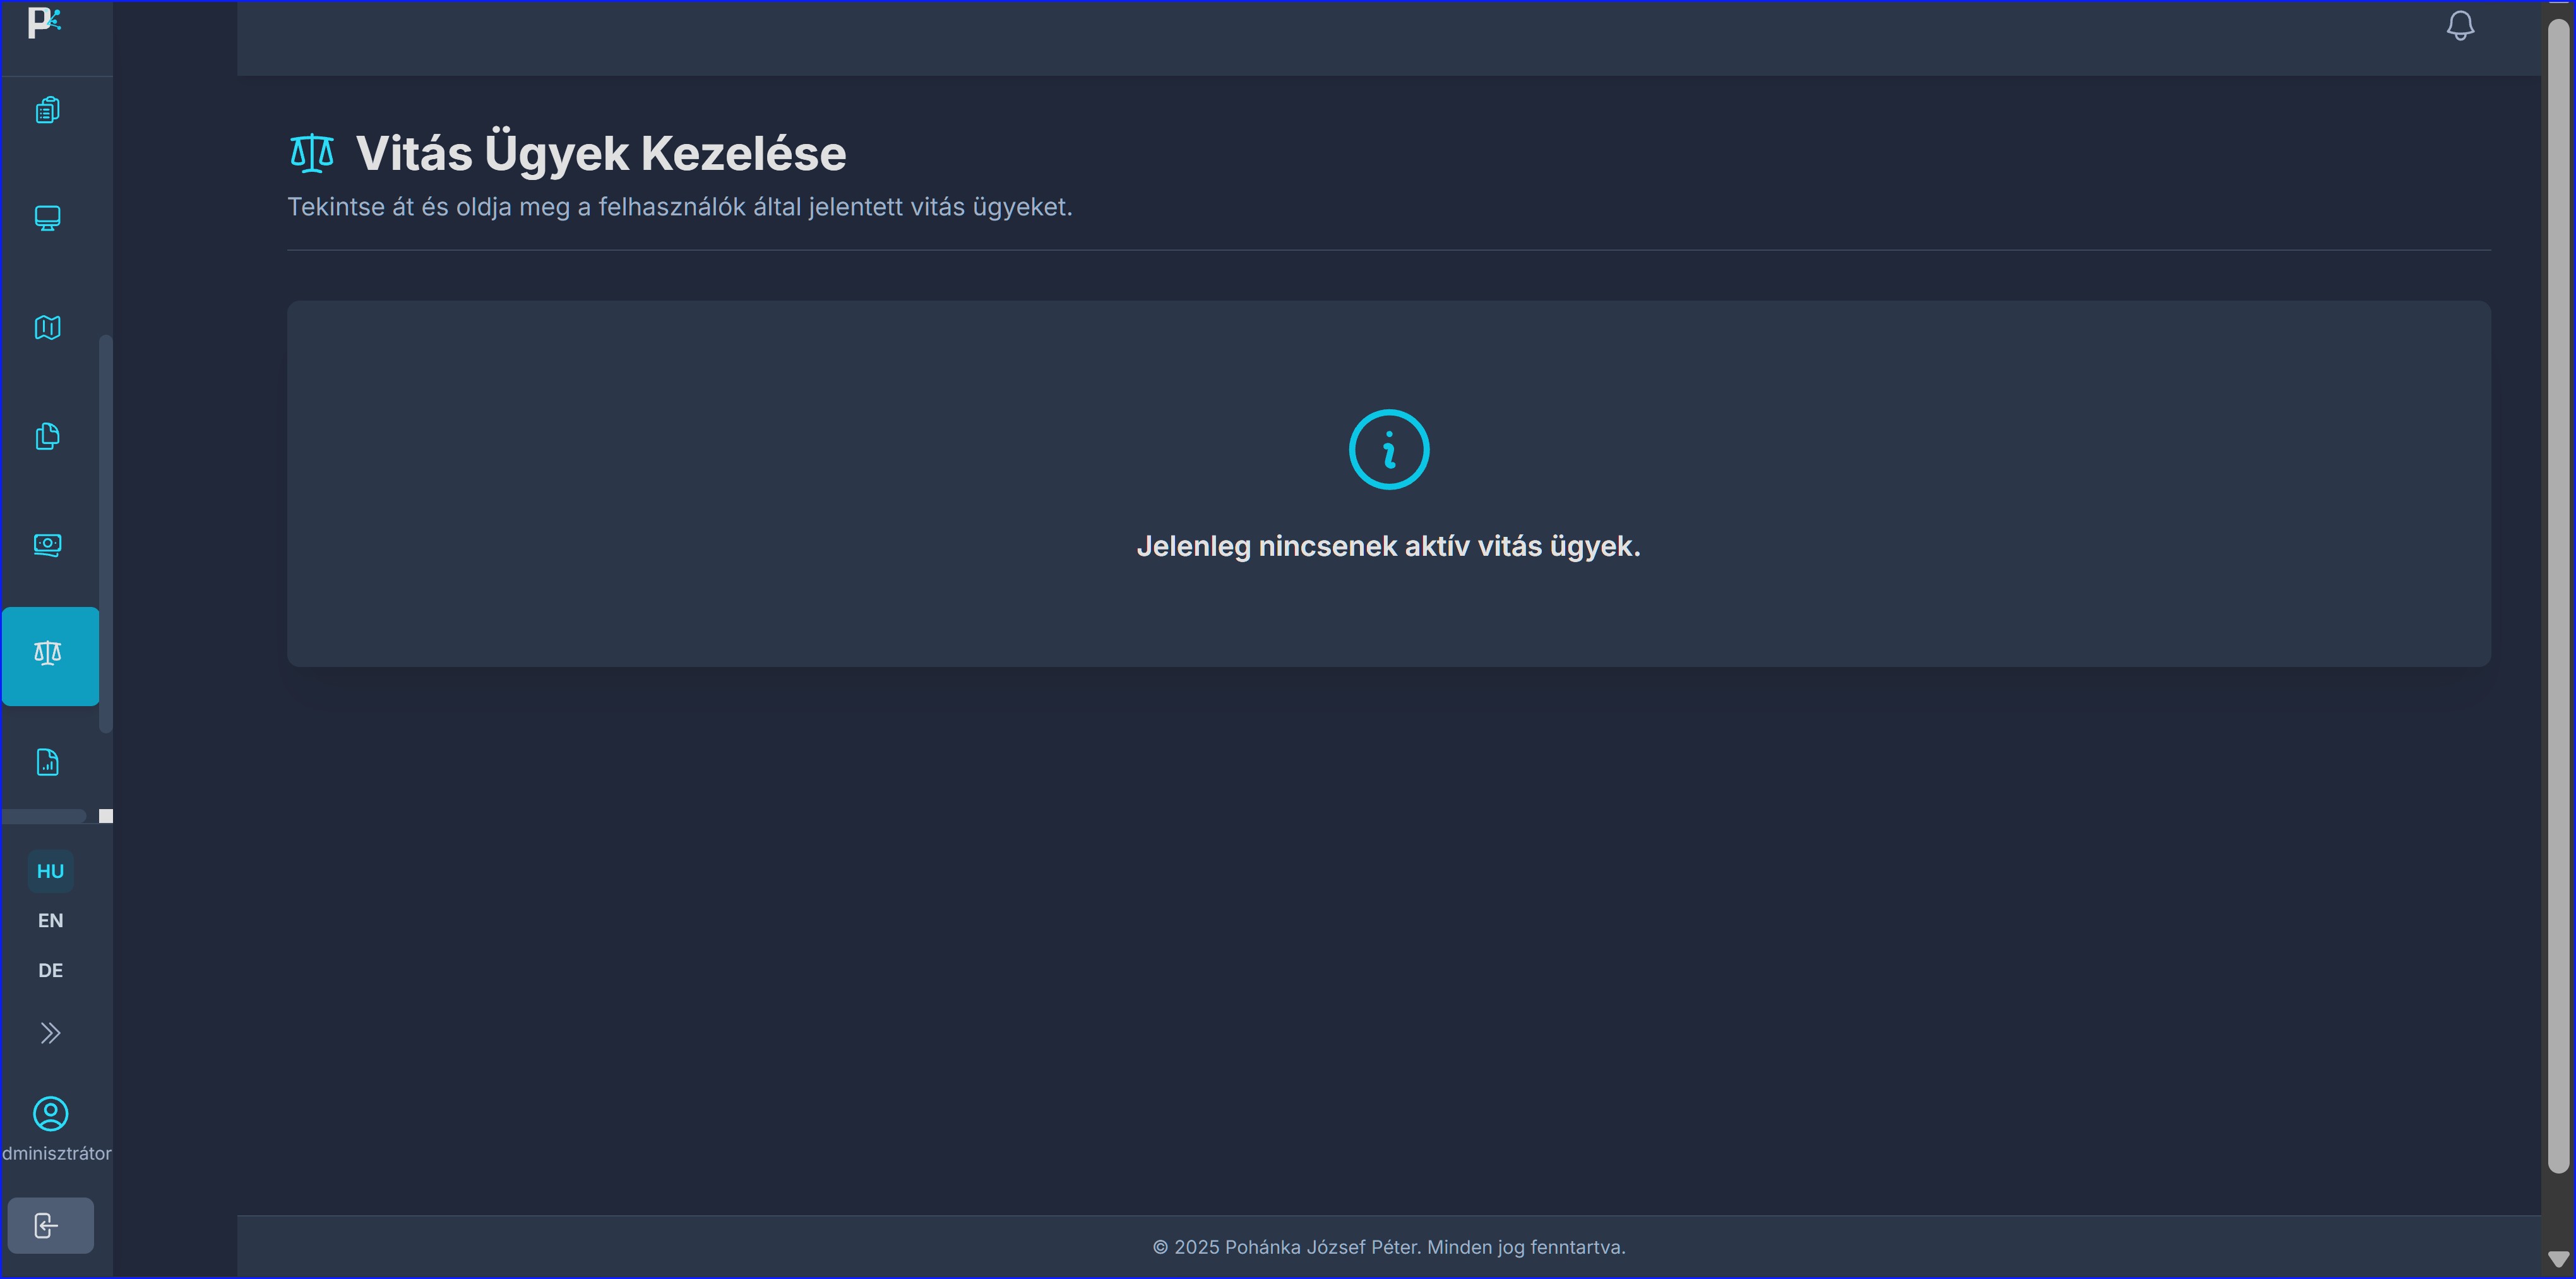 P
Vitás Ügyek Kezelése
Tekintse át és oldja meg a felhasználók által jelentett vitás ügyeket.
Jelenleg nincsenek aktív vitás ügyek.
HU
EN
DE
dminisztrátor
© 2025 Pohánka József Péter. Minden jog fenntartva.